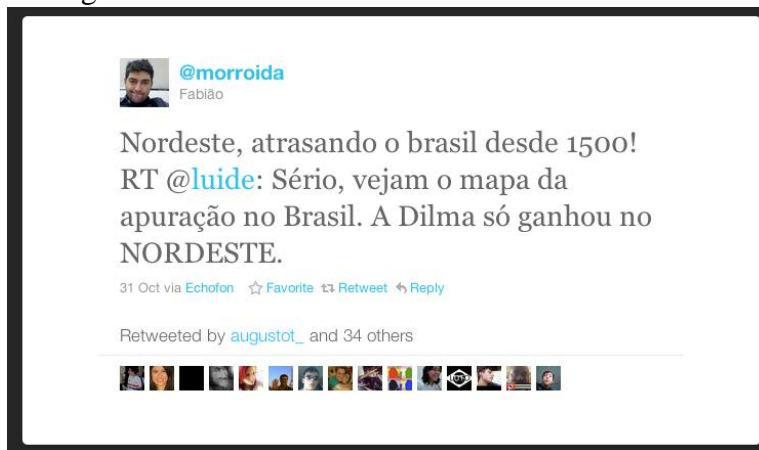 @morroida
Fabião
Nordeste, atrasando o brasil desde 1500!
RT @luide: Sério, vejam o mapa da
apuração no Brasil. A Dilma só ganhou no
NORDESTE.
31 Oct via Echofon Favorite Retweet Reply
Retweeted by augustot_ and 34 others